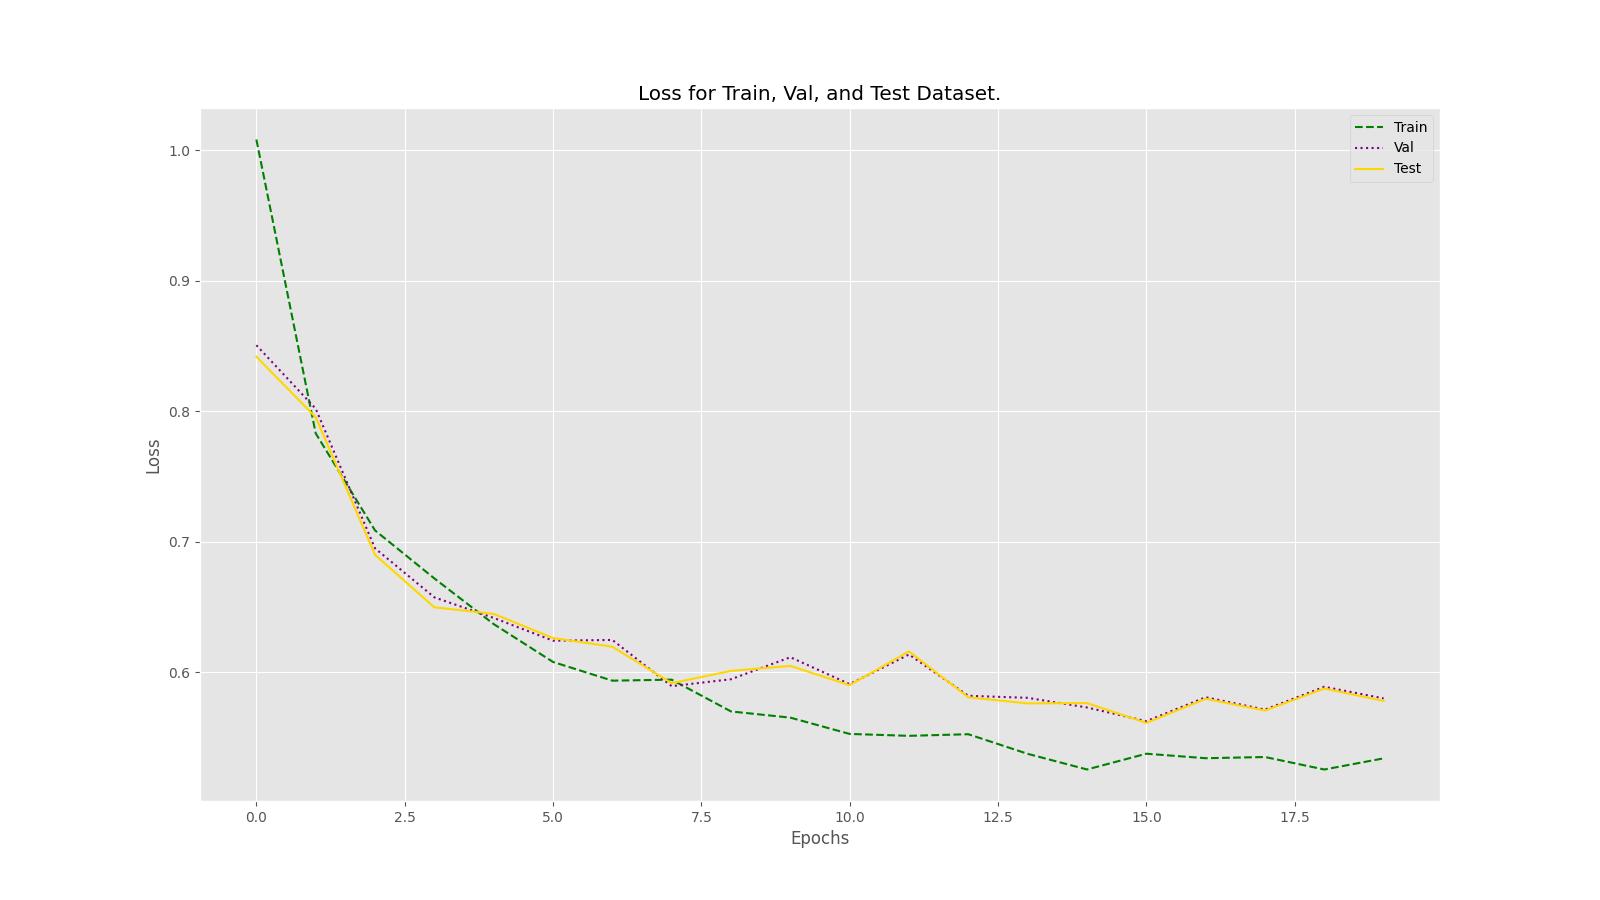 Loss for Train, Val, and Test Dataset.
Train
Val
Test
1.0
0.9
0.8
0.7
0.6
Loss
0.0 2.5 5.0 7.5 10.0 12.5 15.0 17.5
Epochs